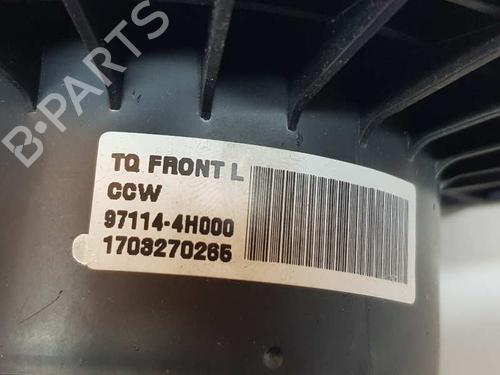 B-PARTS
TQ FRONT L
CCW
97114-4H000
1703270265